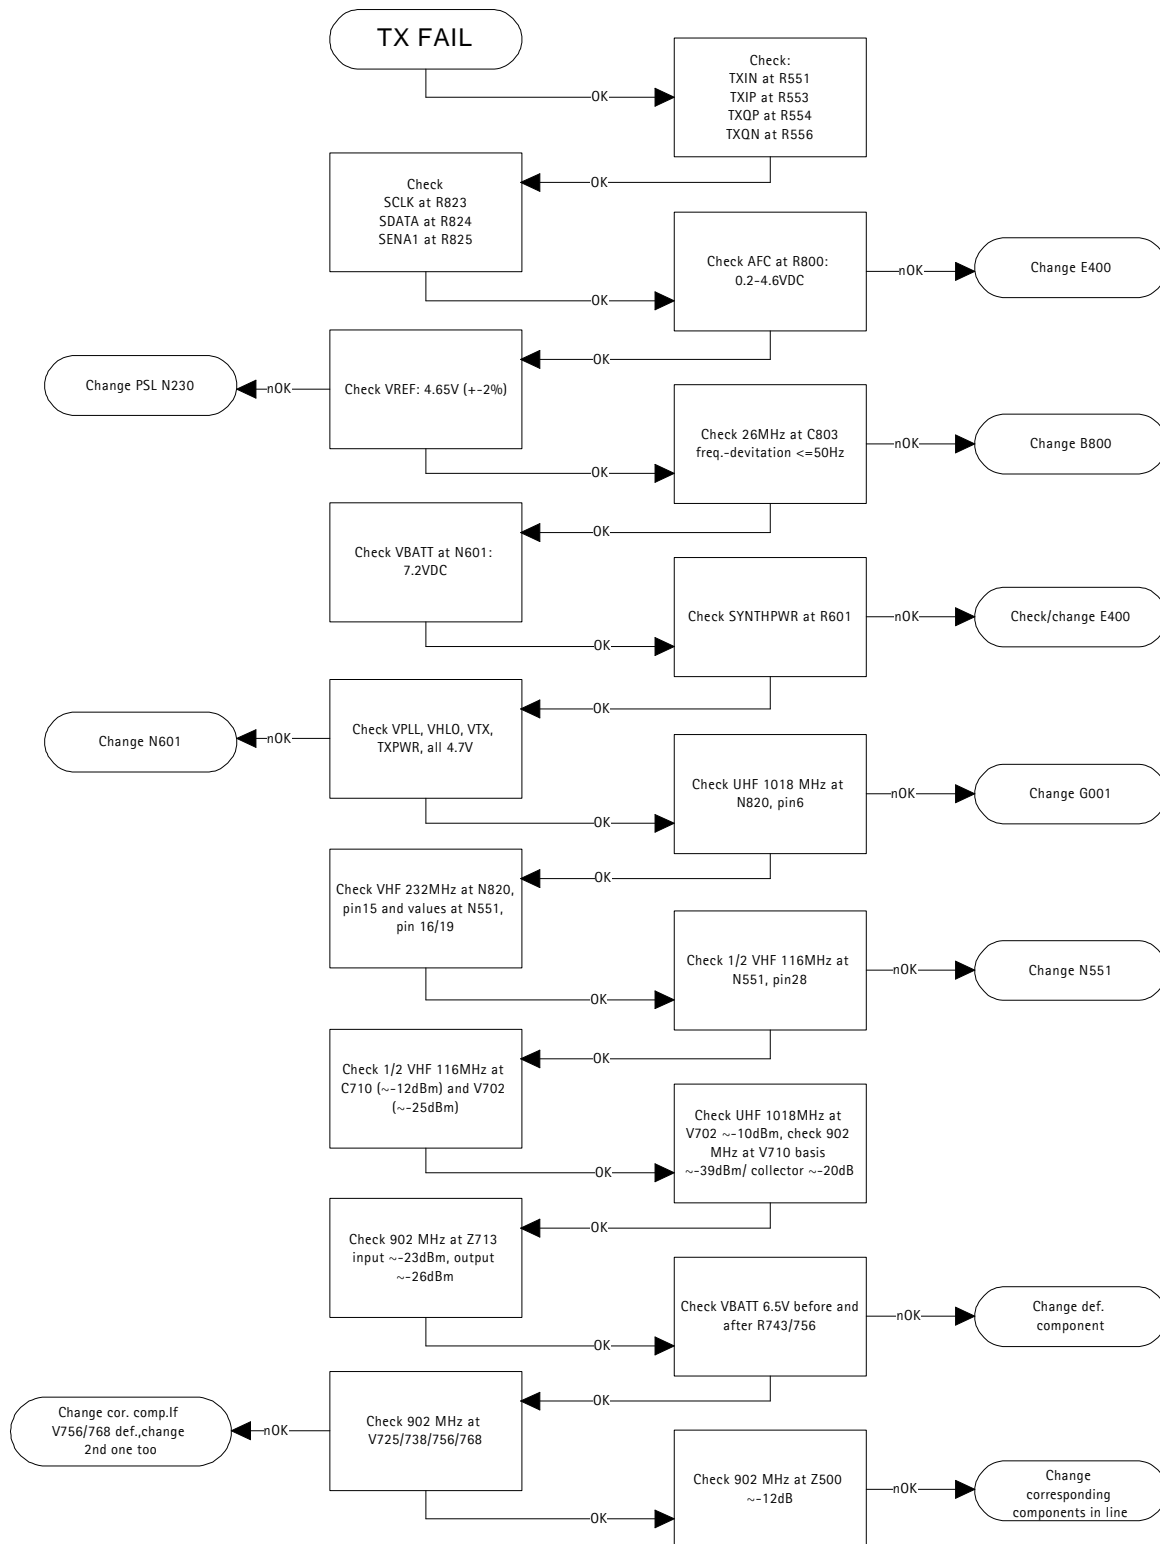 TX FAIL
OK
Check:
TXIN at R551
TXIP at R553
TXQP at R554
TXQN at R556
OK
Check
SCLK at R823
SDATA at R824
SENA1 at R825
OK
Check AFC at R800:
0.2-4.6VDC
nOK
Change E400
OK
Check VREF: 4.65V (+-2%)
nOK
Change PSL N230
OK
Check 26MHz at C803
freq.-devitation <=50Hz
nOK
Change B800
OK
Check VBATT at N601:
7.2VDC
OK
Check SYNTHPWR at R601
nOK
Check/change E400
OK
Check VPLL, VHLO, VTX,
TXPWR, all 4.7V
nOK
Change N601
OK
Check UHF 1018 MHz at
N820, pin6
nOK
Change G001
OK
Check VHF 232MHz at N820,
pin15 and values at N551,
pin 16/19
OK
Check 1/2 VHF 116MHz at
N551, pin28
nOK
Change N551
OK
Check 1/2 VHF 116MHz at
C710 (~-12dBm) and V702
(~-25dBm)
OK
Check UHF 1018MHz at
V702 ~-10dBm, check 902
MHz at V710 basis
~-39dBm/ collector ~-20dB
OK
Check 902 MHz at Z713
input ~-23dBm, output
~-26dBm
OK
Check VBATT 6.5V before and
after R743/756
nOK
Change def.
component
OK
Check 902 MHz at
V725/738/756/768
nOK
Change cor. comp.If
V756/768 def.,change
2nd one too
OK
Check 902 MHz at Z500
~-12dB
nOK
Change
corresponding
components in line